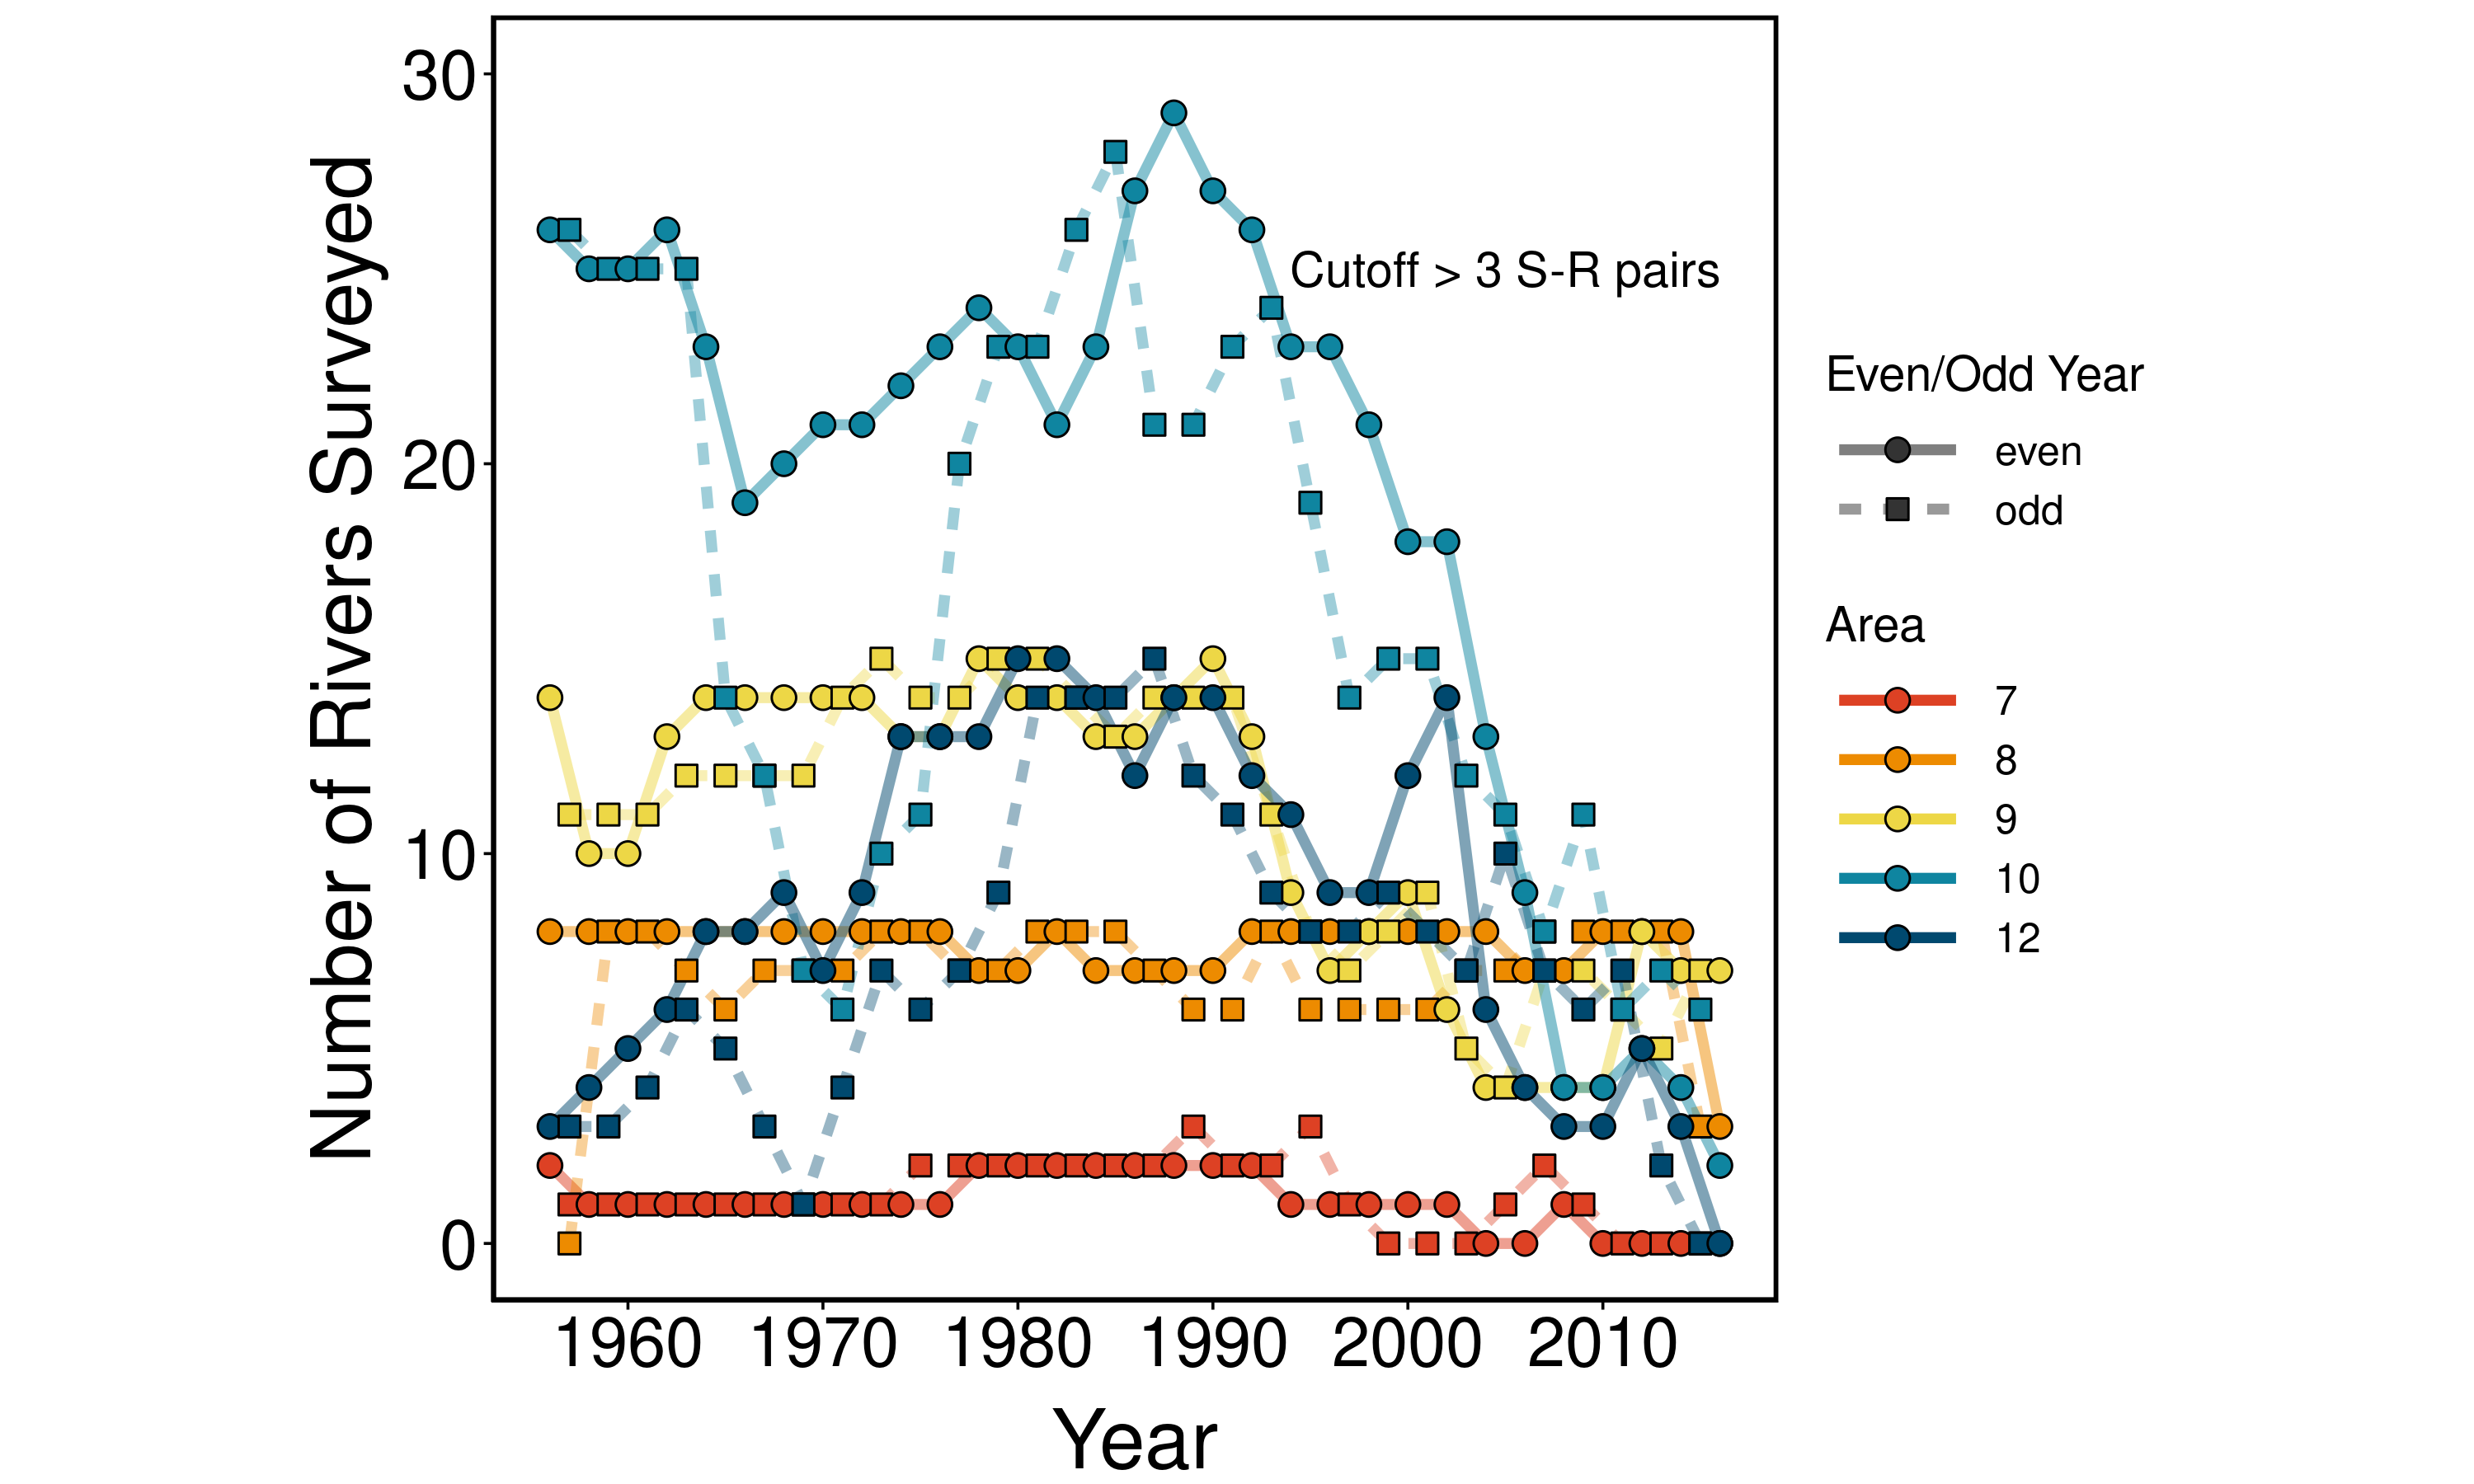 Number of Rivers Surveyed
30
20
10
0
Cutoff > 3 S-R pairs
1960 1970 1980 1990 2000 2010
Year
Even/Odd Year
even
odd
Area
7
8
9
10
12